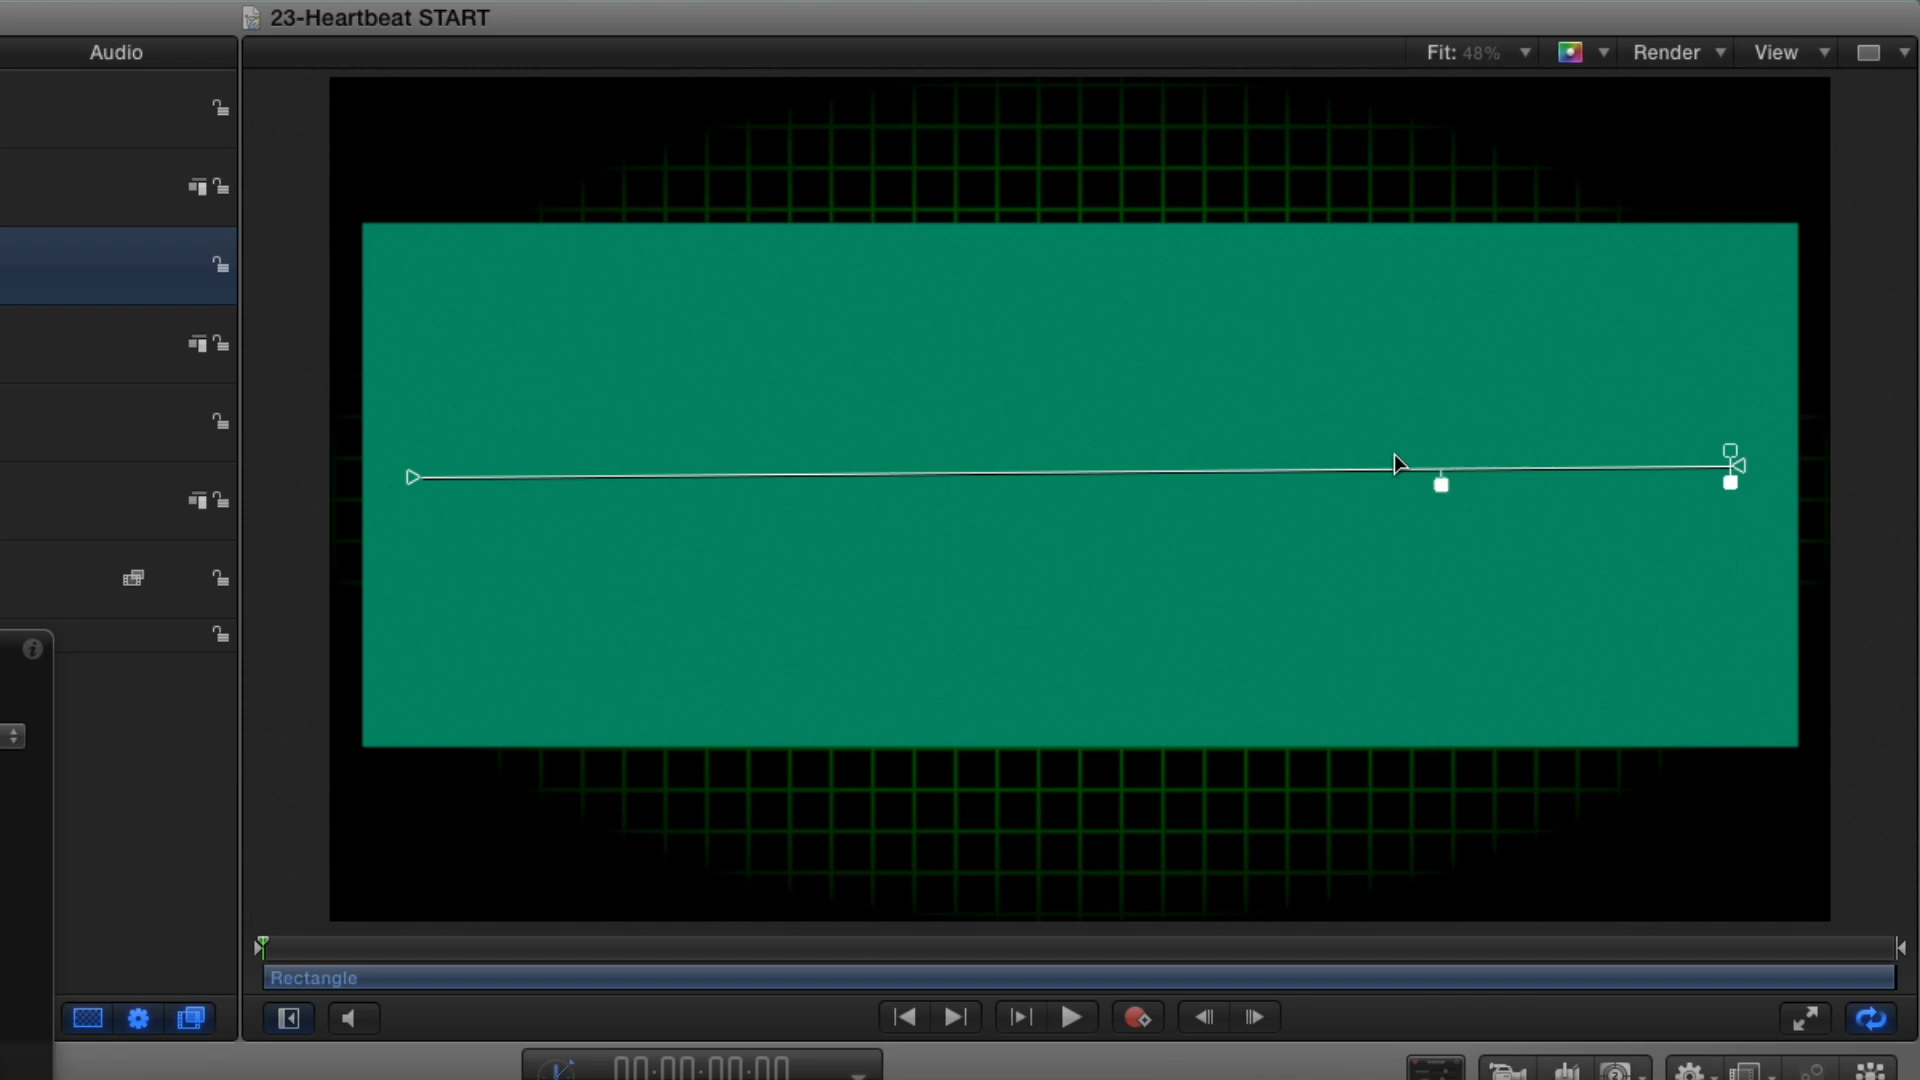 23-Heartbeat START
Audio
Fit: 48%
Render
View
Rectangle
00:00:00:00